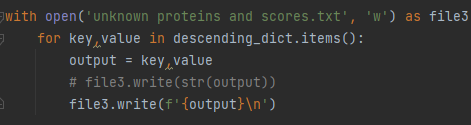 with open('unknown proteins and scores.txt', 'w') as file3
    for key,value in descending_dict.items():
        output = key,value
        # file3.write(str(output))
        file3.write(f'{output}\n')